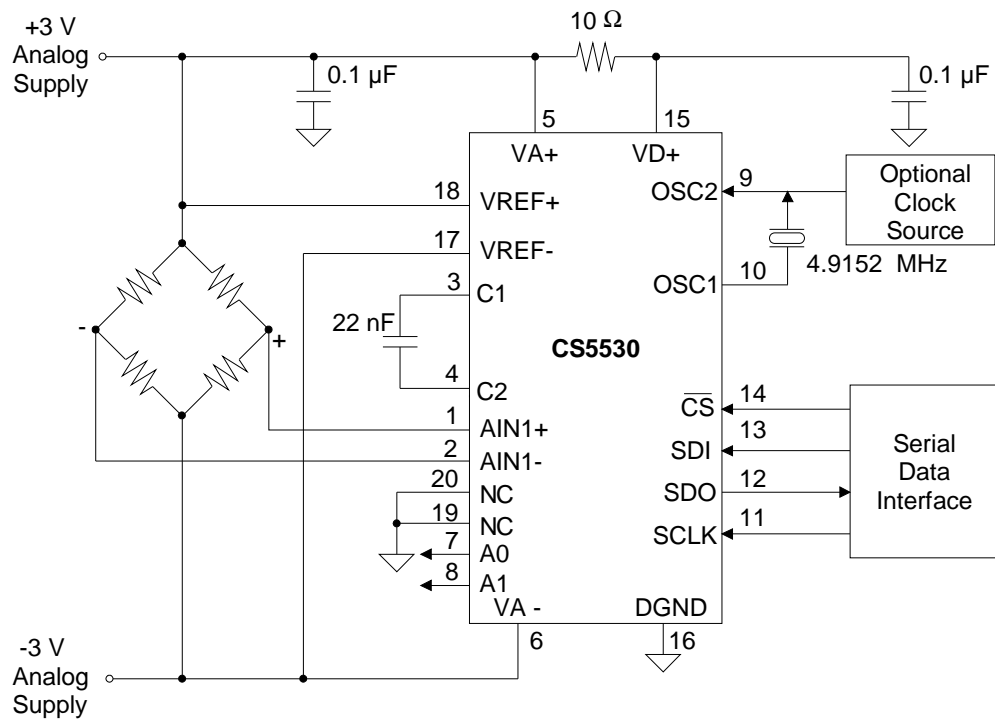 +3 V
Analog
Supply
10 Ω
0.1 µF
0.1 µF
5
15
VA+
VD+
18
VREF+
OSC2
9
Optional
Clock
Source
17
VREF-
4.9152 MHz
3
C1
OSC1
10
22 nF
-
+
CS5530
4
C2
CS
14
1
AIN1+
SDI
13
2
AIN1-
SDO
12
Serial
Data
Interface
20
NC
19
NC
SCLK
11
7
A0
8
A1
VA -
DGND
6
16
-3 V
Analog
Supply